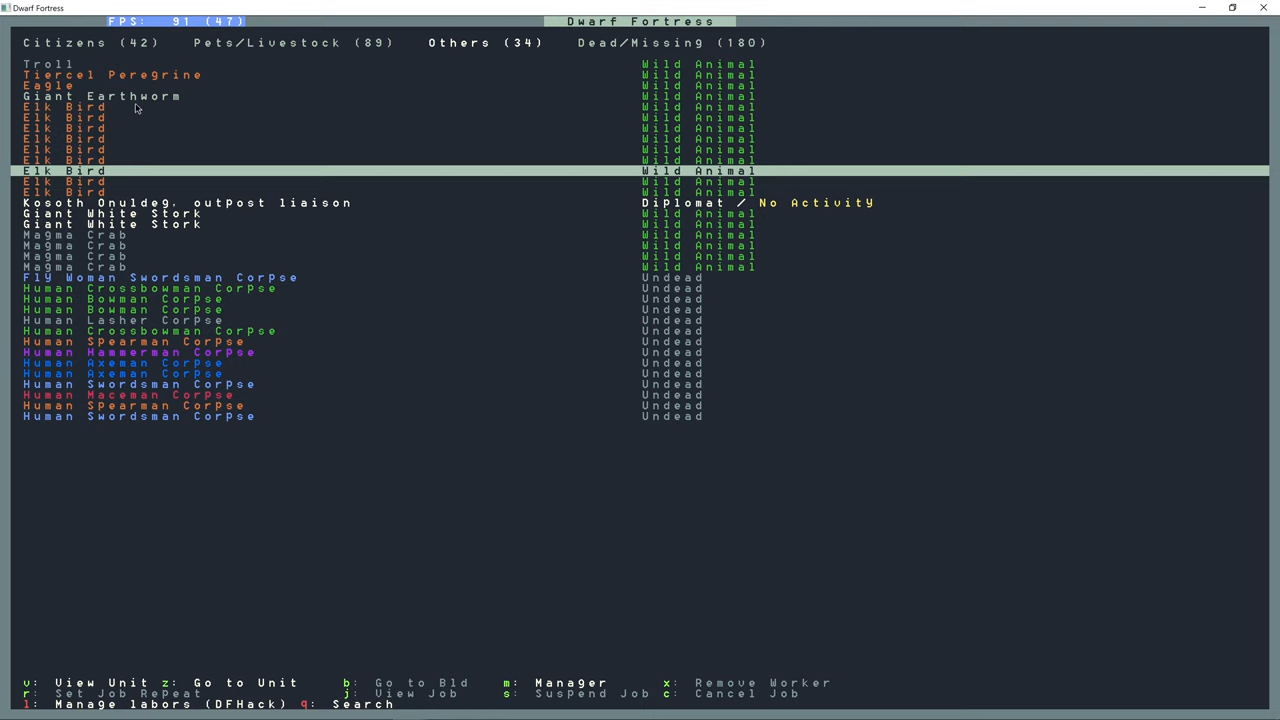 Dwarf Fortress
FPS: 91 (47) Dwarf Fortress
Citizens (42) Pets/Livestock (89) Others (34) Dead/Missing (180)
Troll Wild Animal
Tiercel Peregrine Wild Animal
Eagle Wild Animal
Giant Earthworm Wild Animal
Elk Bird Wild Animal
Elk Bird Wild Animal
Elk Bird Wild Animal
Elk Bird Wild Animal
Elk Bird Wild Animal
Elk Bird Wild Animal
Elk Bird Wild Animal
Elk Bird Wild Animal
Elk Bird Wild Animal
Kosoth Onuldeg, outpost liaison Diplomat / No Activity
Giant White Stork Wild Animal
Giant White Stork Wild Animal
Magma Crab Wild Animal
Magma Crab Wild Animal
Magma Crab Wild Animal
Magma Crab Wild Animal
Fly Woman Swordsman Corpse Undead
Human Crossbowman Corpse Undead
Human Bowman Corpse Undead
Human Bowman Corpse Undead
Human Lasher Corpse Undead
Human Crossbowman Corpse Undead
Human Spearman Corpse Undead
Human Hammerman Corpse Undead
Human Axeman Corpse Undead
Human Axeman Corpse Undead
Human Swordsman Corpse Undead
Human Maceman Corpse Undead
Human Spearman Corpse Undead
Human Swordsman Corpse Undead
v: View Unit z: Go to Unit b: Go to Bld m: Manager x: Remove Worker
r: Set Job Repeat j: View Job s: Suspend Job c: Cancel Job
l: Manage labors (DFHack) q: Search